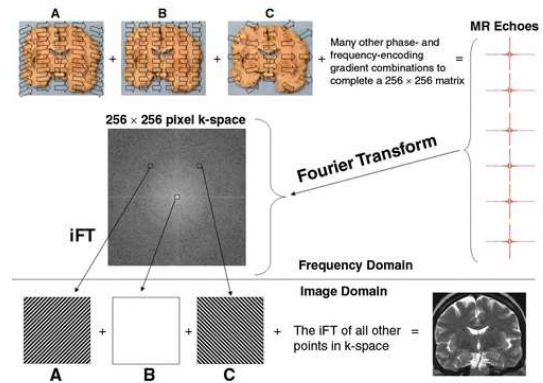 A B C
MR Echoes
+ + +
Many other phase- and
frequency-encoding
gradient combinations to
complete a 256 × 256 matrix
=
256 × 256 pixel k-space
Fourier Transform
iFT
Frequency Domain
Image Domain
+ + +
The iFT of all other
points in k-space
=
A B C